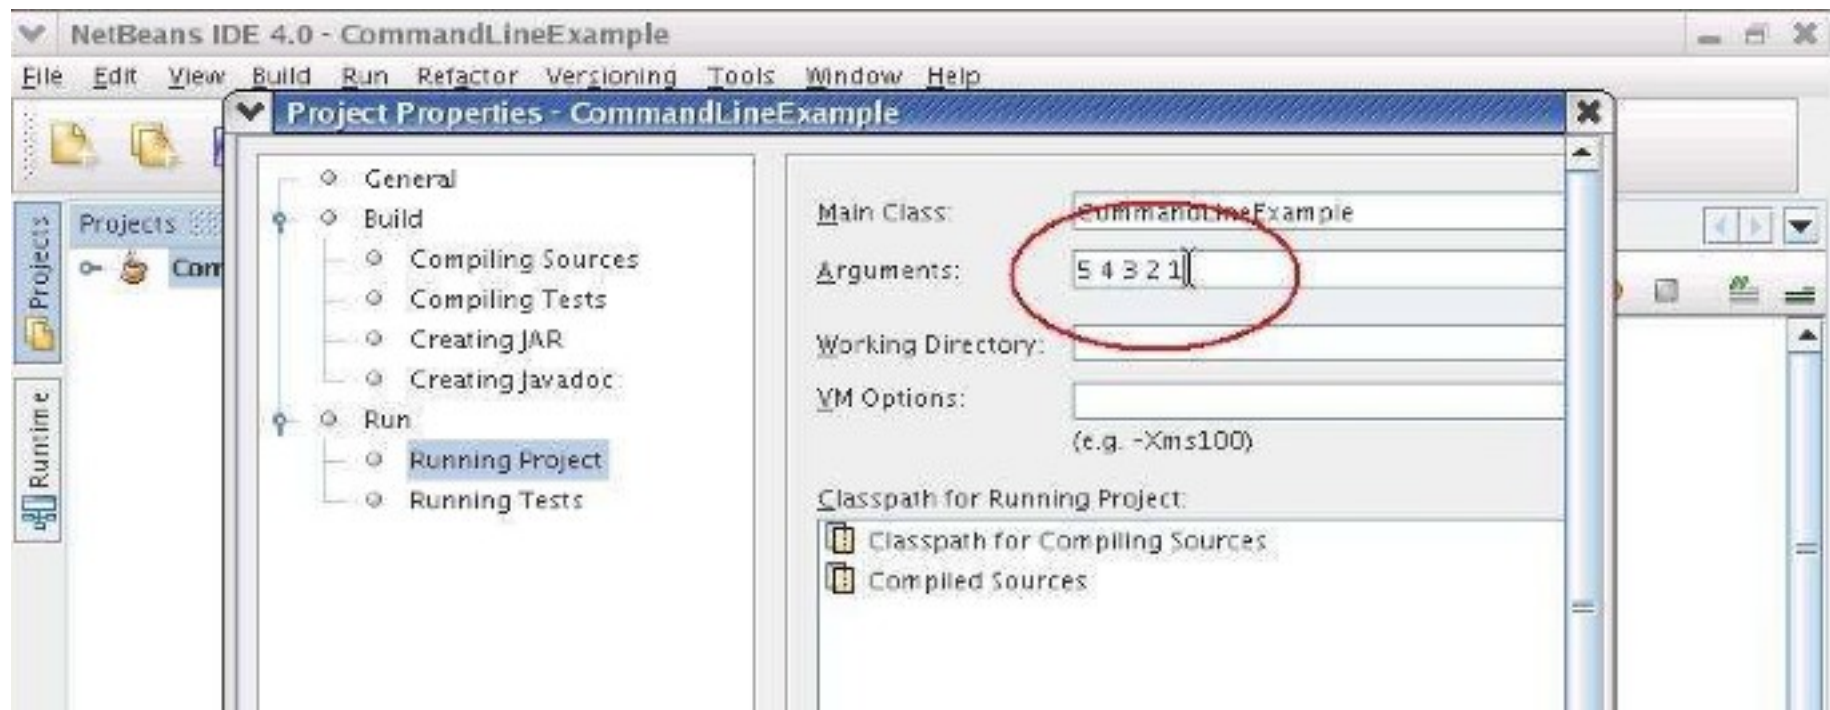 NetBeans IDE 4.0 - CommandLineExample
File Edit View Build Run Refactor Versioning Tools Window Help
Project Properties - CommandLineExample
Projects
Com
Projects
Runtime
General
Build
Compiling Sources
Compiling Tests
Creating JAR
Creating Javadoc
Run
Running Project
Running Tests
Main Class: CommandLineExample
Arguments: 5 4 3 2 1
Working Directory:
VM Options:
(e.g. -Xms100)
Classpath for Running Project:
Classpath for Compiling Sources
Compiled Sources